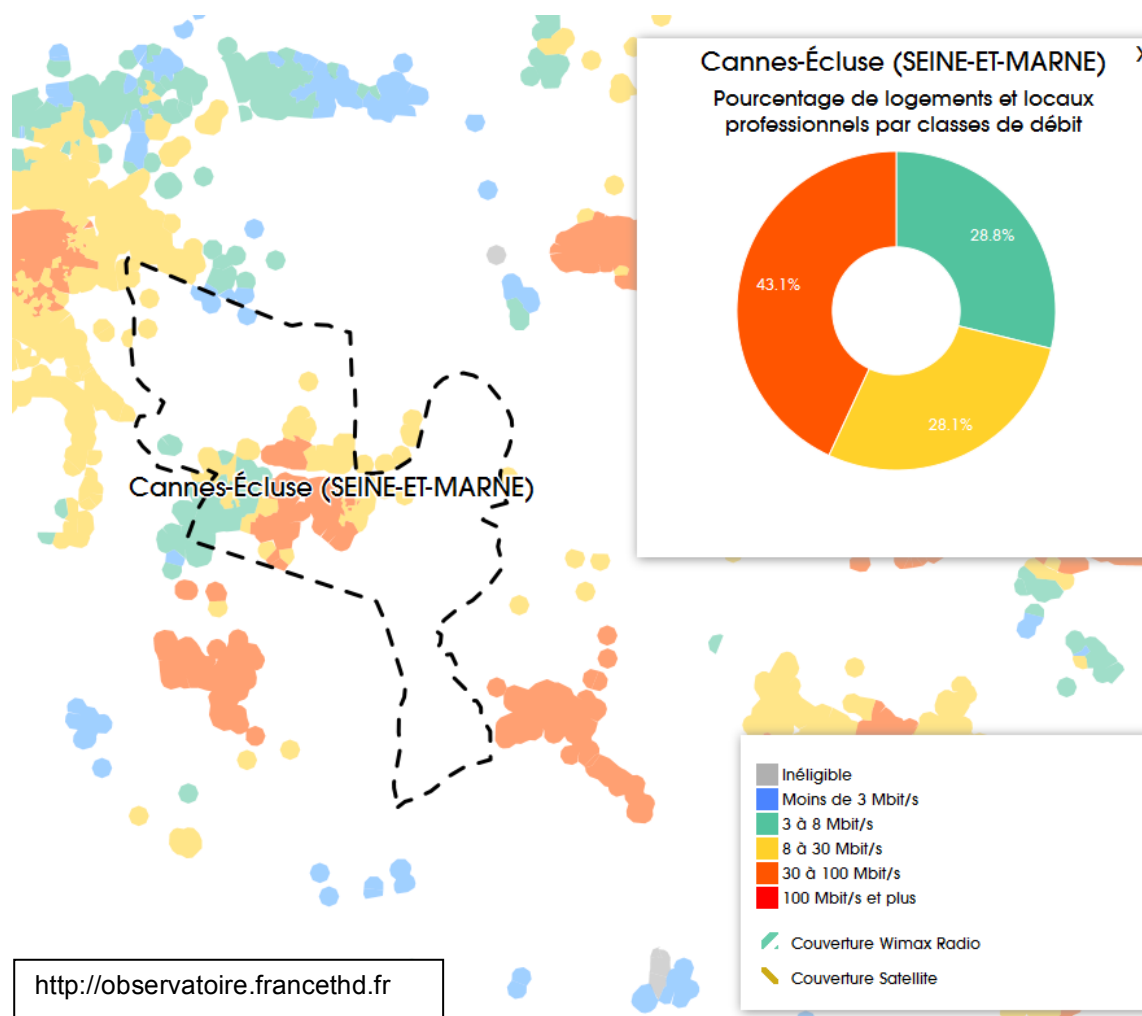 Cannes-Écluse (SEINE-ET-MARNE) X
Pourcentage de logements et locaux
professionnels par classes de débit
28.8%
43.1%
28.1%
Cannes-Écluse (SEINE-ET-MARNE)
Inéligible
Moins de 3 Mbit/s
3 à 8 Mbit/s
8 à 30 Mbit/s
30 à 100 Mbit/s
100 Mbit/s et plus
Couverture Wimax Radio
Couverture Satellite
http://observatoire.francethd.fr